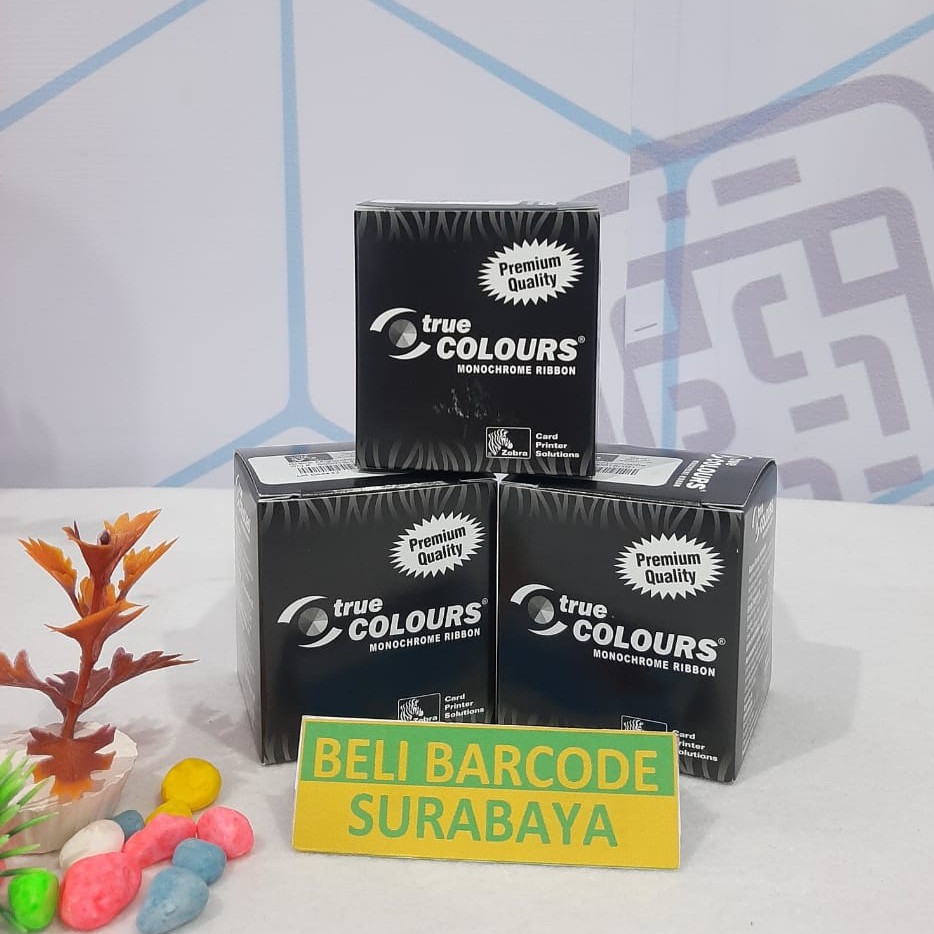 Premium
Quality
true
COLOURS®
MONOCHROME RIBBON
Zebra
Card
Printer
Solutions
Premium
Quality
true
COLOURS®
MONOCHROME RIBBON
Zebra
Card
Printer
Solutions
Premium
Quality
true
COLOURS®
MONOCHROME RIBBON
Card
Printer
Solutions
BELI BARCODE
SURABAYA